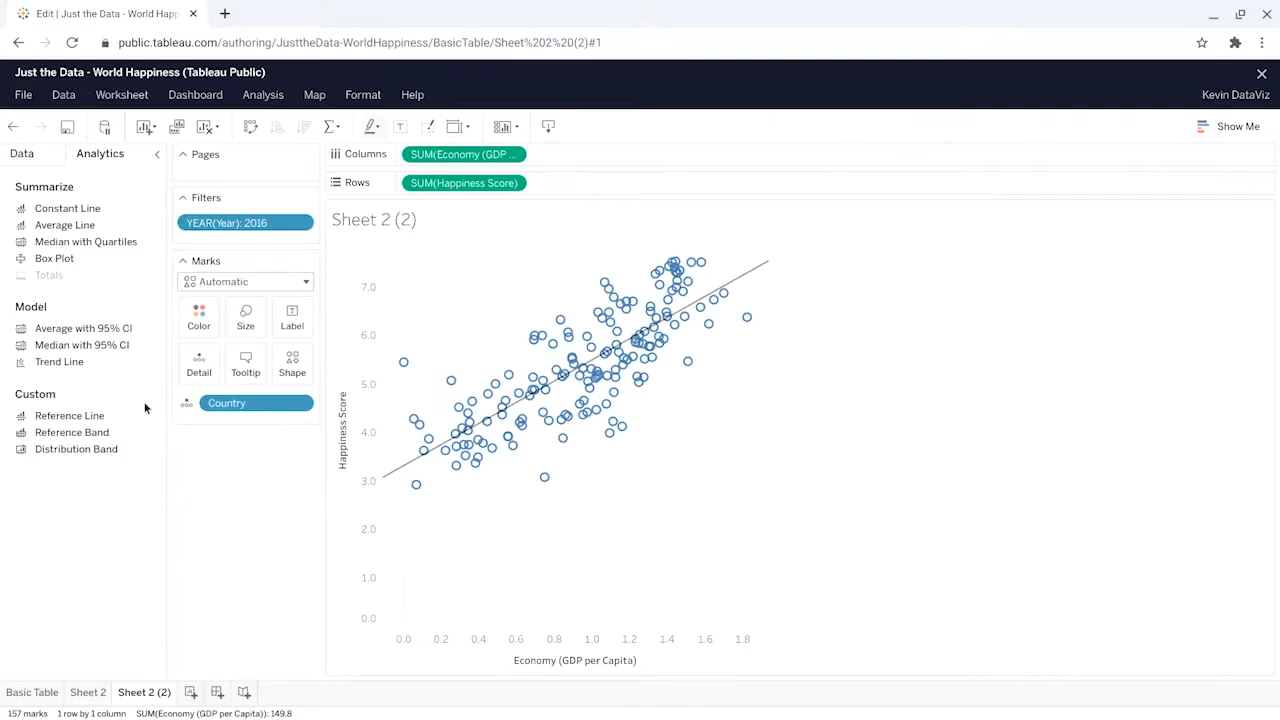 Edit | Just the Data - World Happ
public.tableau.com/authoring/JusttheData-WorldHappiness/BasicTable/Sheet%202%20(2)#1
Just the Data - World Happiness (Tableau Public)
File Data Worksheet Dashboard Analysis Map Format Help
Kevin DataViz
Show Me
Data
Analytics
Summarize
Constant Line
Average Line
Median with Quartiles
Box Plot
Totals
Model
Average with 95% CI
Median with 95% CI
Trend Line
Custom
Reference Line
Reference Band
Distribution Band
Pages
Filters
YEAR(Year): 2016
Marks
Automatic
Color
Size
Label
Detail
Tooltip
Shape
Country
Columns
SUM(Economy (GDP ...
Rows
SUM(Happiness Score)
Sheet 2 (2)
Happiness Score
7.0
6.0
5.0
4.0
3.0
2.0
1.0
0.0
0.0 0.2 0.4 0.6 0.8 1.0 1.2 1.4 1.6 1.8
Economy (GDP per Capita)
Basic Table
Sheet 2
Sheet 2 (2)
157 marks 1 row by 1 column SUM(Economy (GDP per Capita)): 149.8